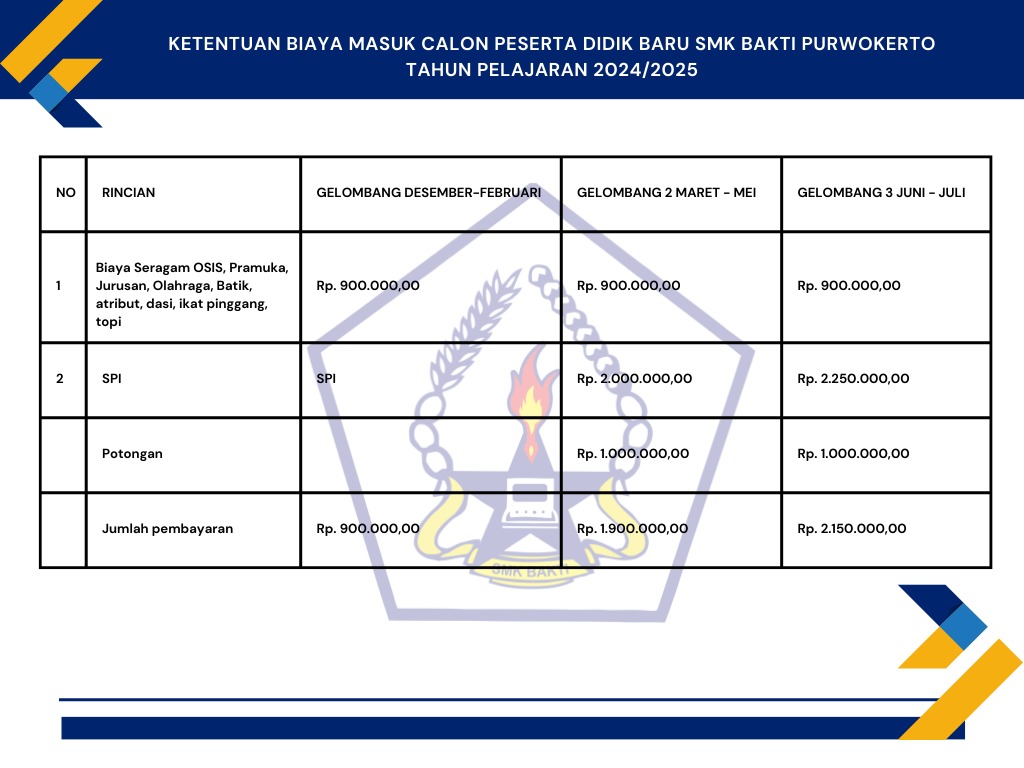 KETENTUAN BIAYA MASUK CALON PESERTA DIDIK BARU SMK BAKTI PURWOKERTO
TAHUN PELAJARAN 2024/2025
NO RINCIAN GELOMBANG DESEMBER-FEBRUARI GELOMBANG 2 MARET - MEI GELOMBANG 3 JUNI - JULI
1 Biaya Seragam OSIS, Pramuka, Jurusan, Olahraga, Batik, atribut, dasi, ikat pinggang, topi Rp. 900.000,00 Rp. 900.000,00 Rp. 900.000,00
2 SPI SPI Rp. 2.000.000,00 Rp. 2.250.000,00
Potongan Rp. 1.000.000,00 Rp. 1.000.000,00
Jumlah pembayaran Rp. 900.000,00 Rp. 1.900.000,00 Rp. 2.150.000,00
SMK BAKTI